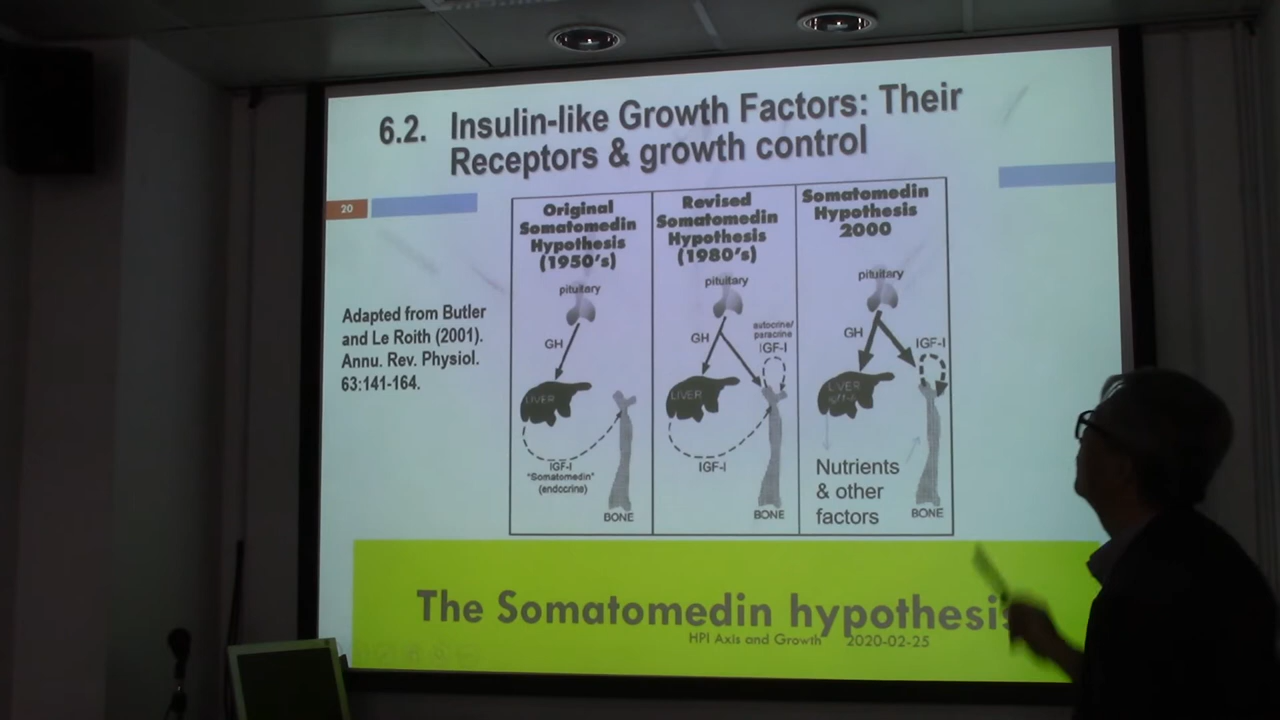 6.2. Insulin-like Growth Factors: Their
Receptors & growth control
20
Adapted from Butler
and Le Roith (2001).
Annu. Rev. Physiol.
63:141-164.
Original
Somatomedin
Hypothesis
(1950's)
pituitary
GH
LIVER
IGF-I
"Somatomedin"
(endocrine)
BONE
Revised
Somatomedin
Hypothesis
(1980's)
pituitary
GH
autocrine/
paracrine
IGF-I
LIVER
IGF-I
BONE
Somatomedin
Hypothesis
2000
pituitary
GH
IGF-I
LIVER
Nutrients
& other
factors
BONE
The Somatomedin hypothesis
HPI Axis and Growth 2020-02-25